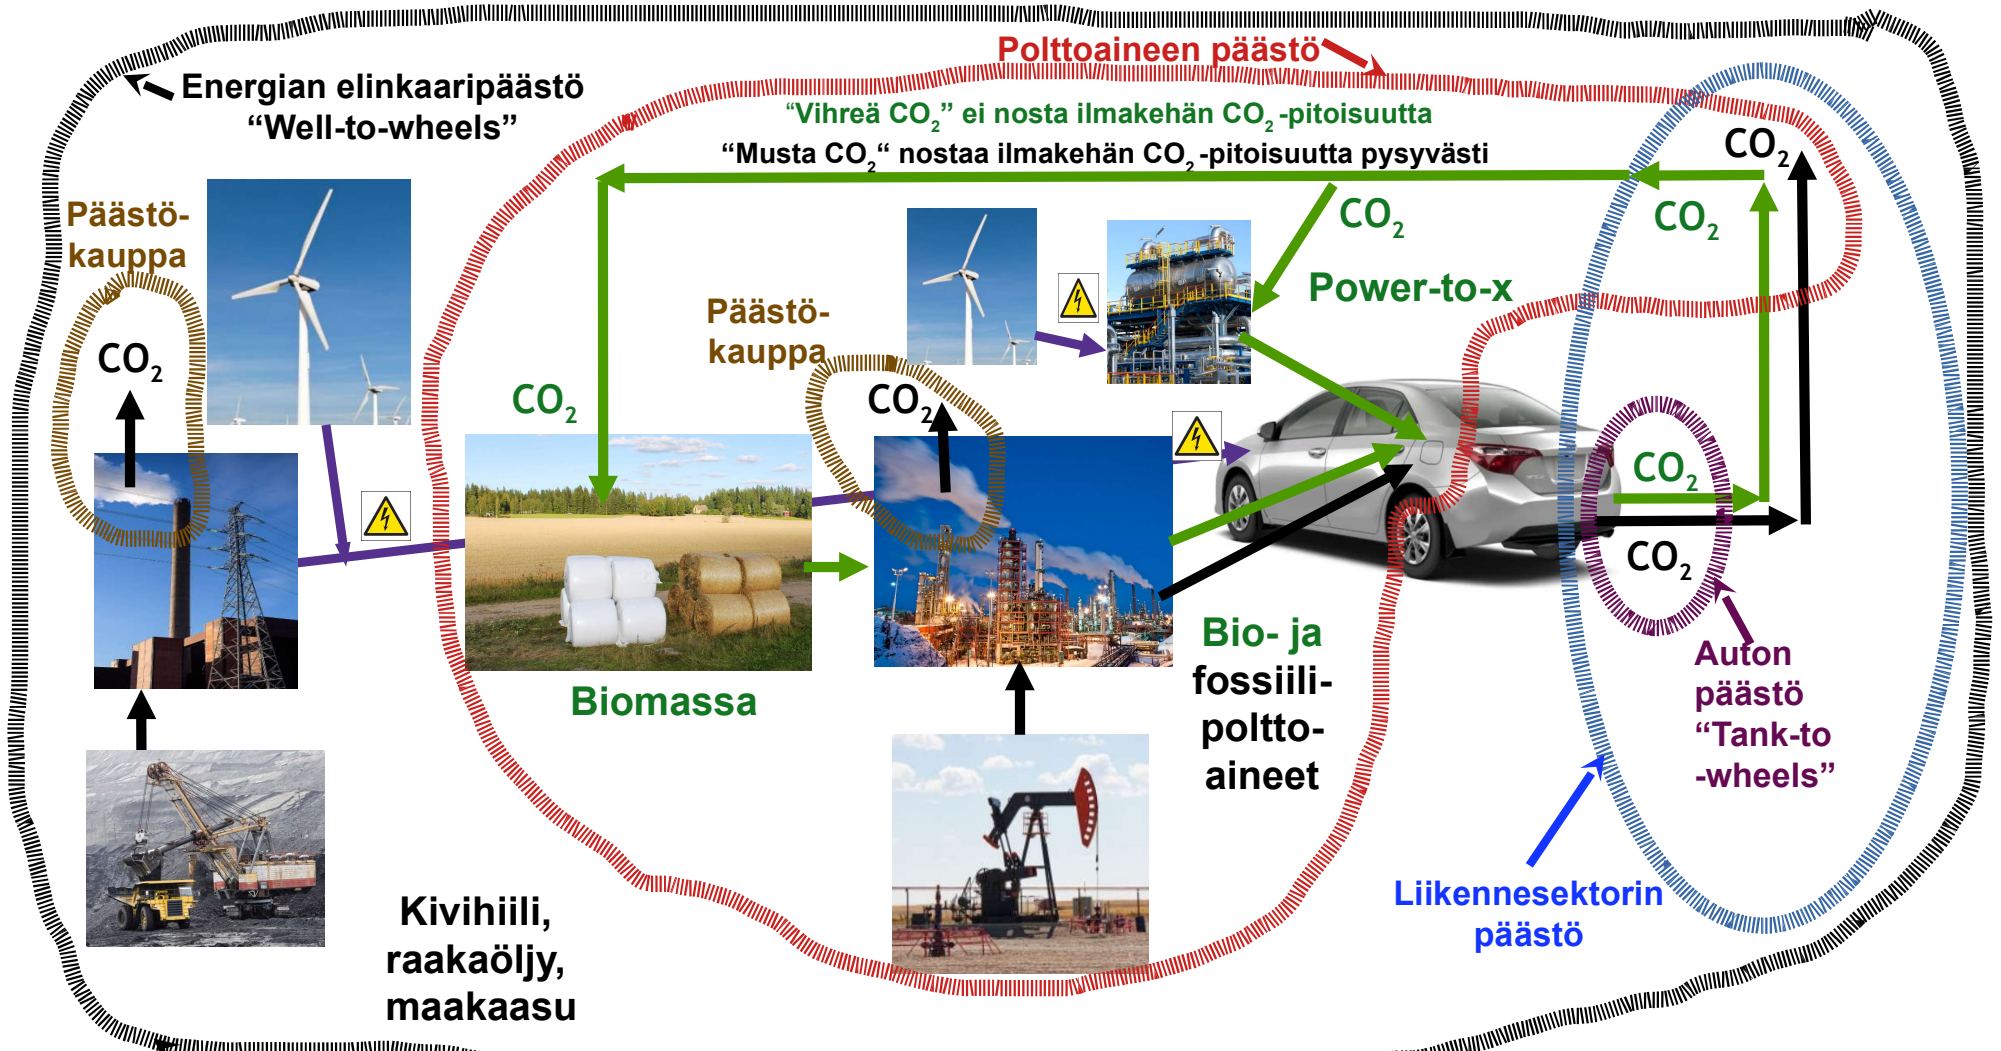 Polttoaineen päästö
Energian elinkaaripäästö
“Well-to-wheels”
“Vihreä CO₂” ei nosta ilmakehän CO₂ -pitoisuutta
“Musta CO₂“ nostaa ilmakehän CO₂ -pitoisuutta pysyvästi
CO₂
Päästö-
kauppa
CO₂
CO₂
Power-to-x
Päästö-
kauppa
CO₂
CO₂
CO₂
CO₂
CO₂
Bio- ja
fossiili-
poltto-
aineet
Biomassa
Auton
päästö
“Tank-to
-wheels”
Liikennesektorin
päästö
Kivihiili,
raakaöljy,
maakaasu